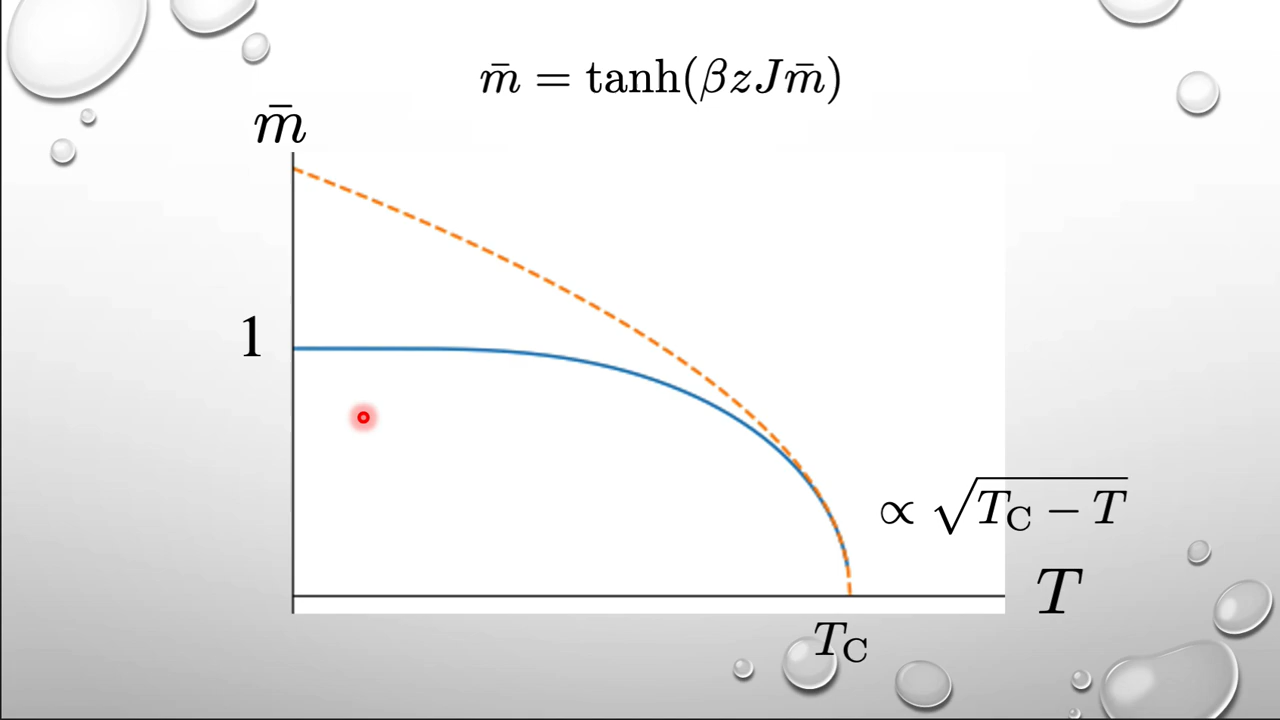 m̄ = tanh(βzJm̄)
m̄
1
∝ √(T_C − T)
T
T_C